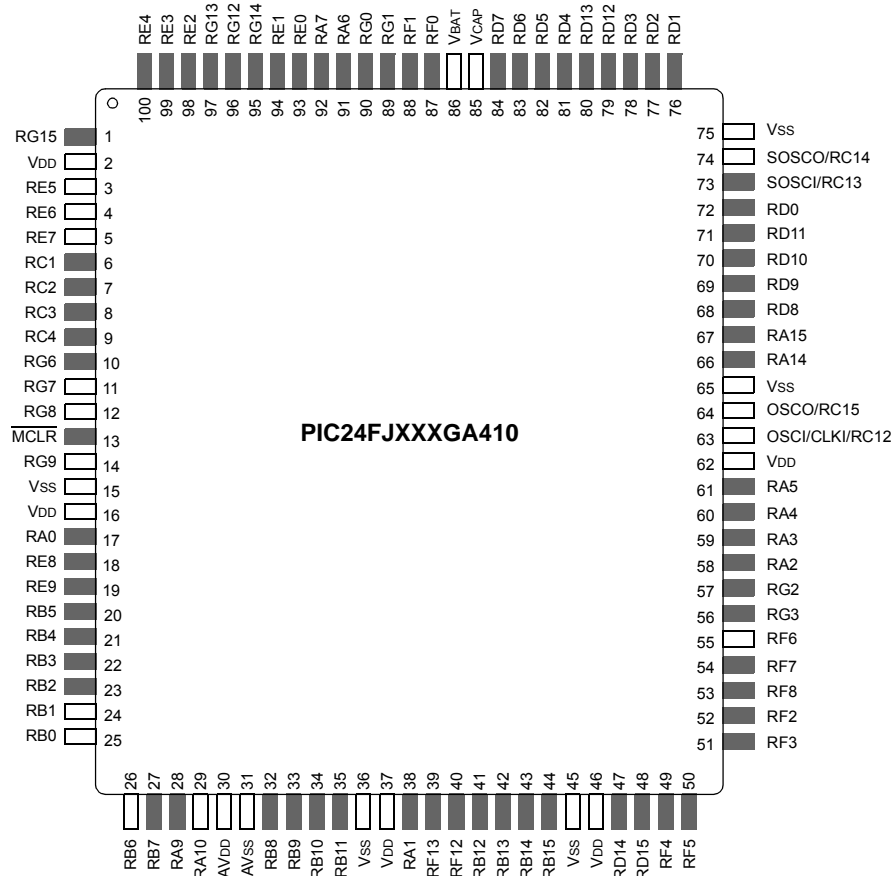 RE4 RE3 RE2 RG13 RG12 RG14 RE1 RE0 RA7 RA6 RG0 RG1 RF1 RF0 VBAT VCAP RD7 RD6 RD5 RD4 RD13 RD12 RD3 RD2 RD1
100 99 98 97 96 95 94 93 92 91 90 89 88 87 86 85 84 83 82 81 80 79 78 77 76
RG15 1
VDD 2
RE5 3
RE6 4
RE7 5
RC1 6
RC2 7
RC3 8
RC4 9
RG6 10
RG7 11
RG8 12
MCLR 13
RG9 14
VSS 15
VDD 16
RA0 17
RE8 18
RE9 19
RB5 20
RB4 21
RB3 22
RB2 23
RB1 24
RB0 25
PIC24FJXXXGA410
75 VSS
74 SOSCO/RC14
73 SOSCI/RC13
72 RD0
71 RD11
70 RD10
69 RD9
68 RD8
67 RA15
66 RA14
65 VSS
64 OSCO/RC15
63 OSCI/CLKI/RC12
62 VDD
61 RA5
60 RA4
59 RA3
58 RA2
57 RG2
56 RG3
55 RF6
54 RF7
53 RF8
52 RF2
51 RF3
26 27 28 29 30 31 32 33 34 35 36 37 38 39 40 41 42 43 44 45 46 47 48 49 50
RB6 RB7 RA9 RA10 AVDD AVSS RB8 RB9 RB10 RB11 VSS VDD RA1 RF13 RF12 RB12 RB13 RB14 RB15 VSS VDD RD14 RD15 RF4 RF5